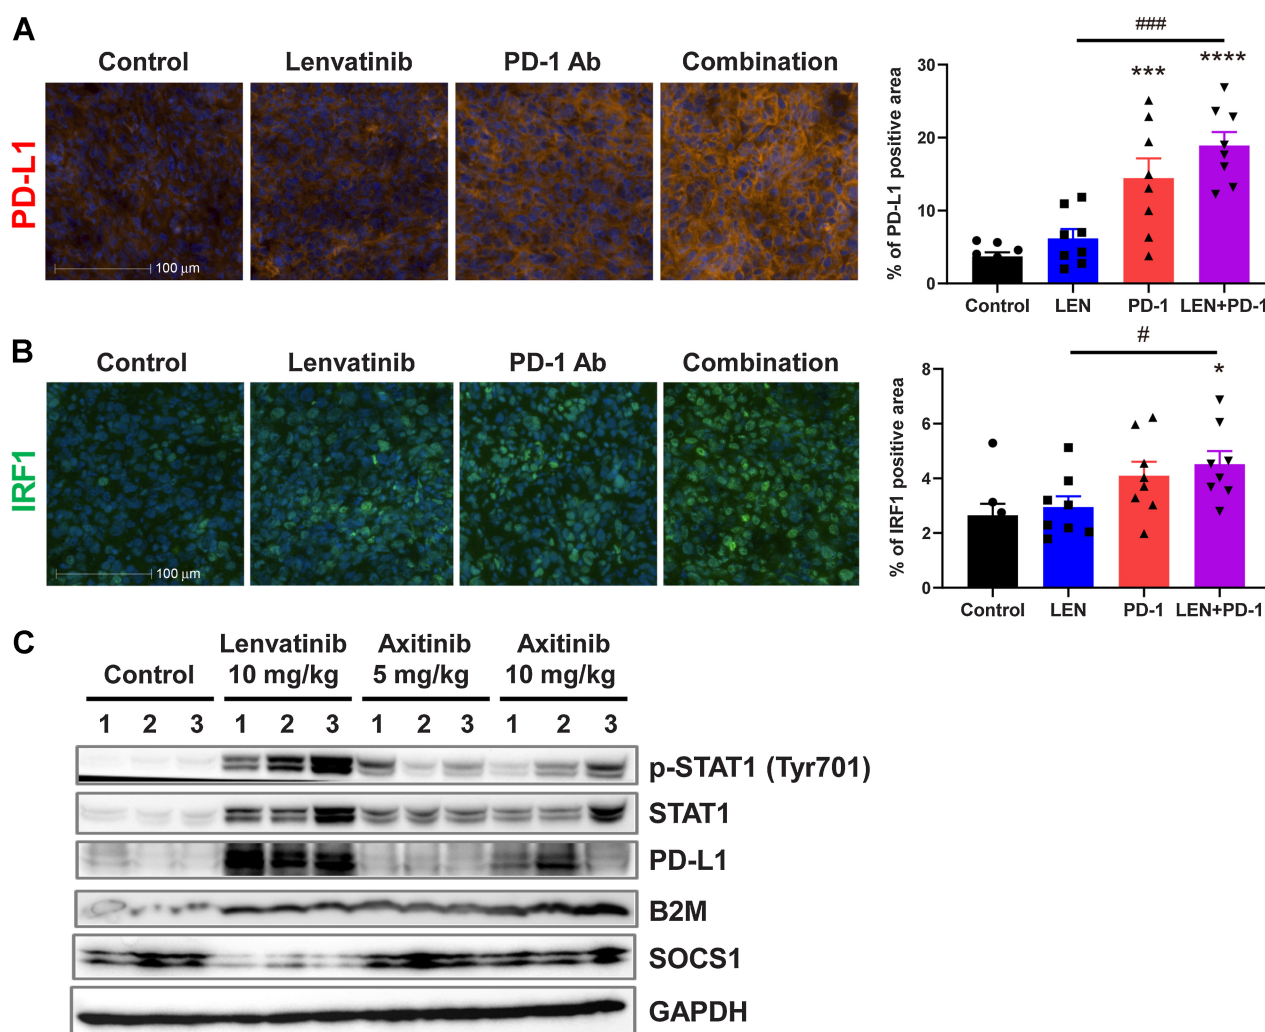 A
Control
Lenvatinib
PD-1 Ab
Combination
PD-L1
100 μm
% of PD-L1 positive area
30
20
10
0
###
***
****
Control
LEN
PD-1
LEN+PD-1
B
Control
Lenvatinib
PD-1 Ab
Combination
IRF1
100 μm
% of IRF1 positive area
8
6
4
2
0
#
*
Control
LEN
PD-1
LEN+PD-1
C
Control
Lenvatinib
10 mg/kg
Axitinib
5 mg/kg
Axitinib
10 mg/kg
1 2 3 1 2 3 1 2 3 1 2 3
p-STAT1 (Tyr701)
STAT1
PD-L1
B2M
SOCS1
GAPDH